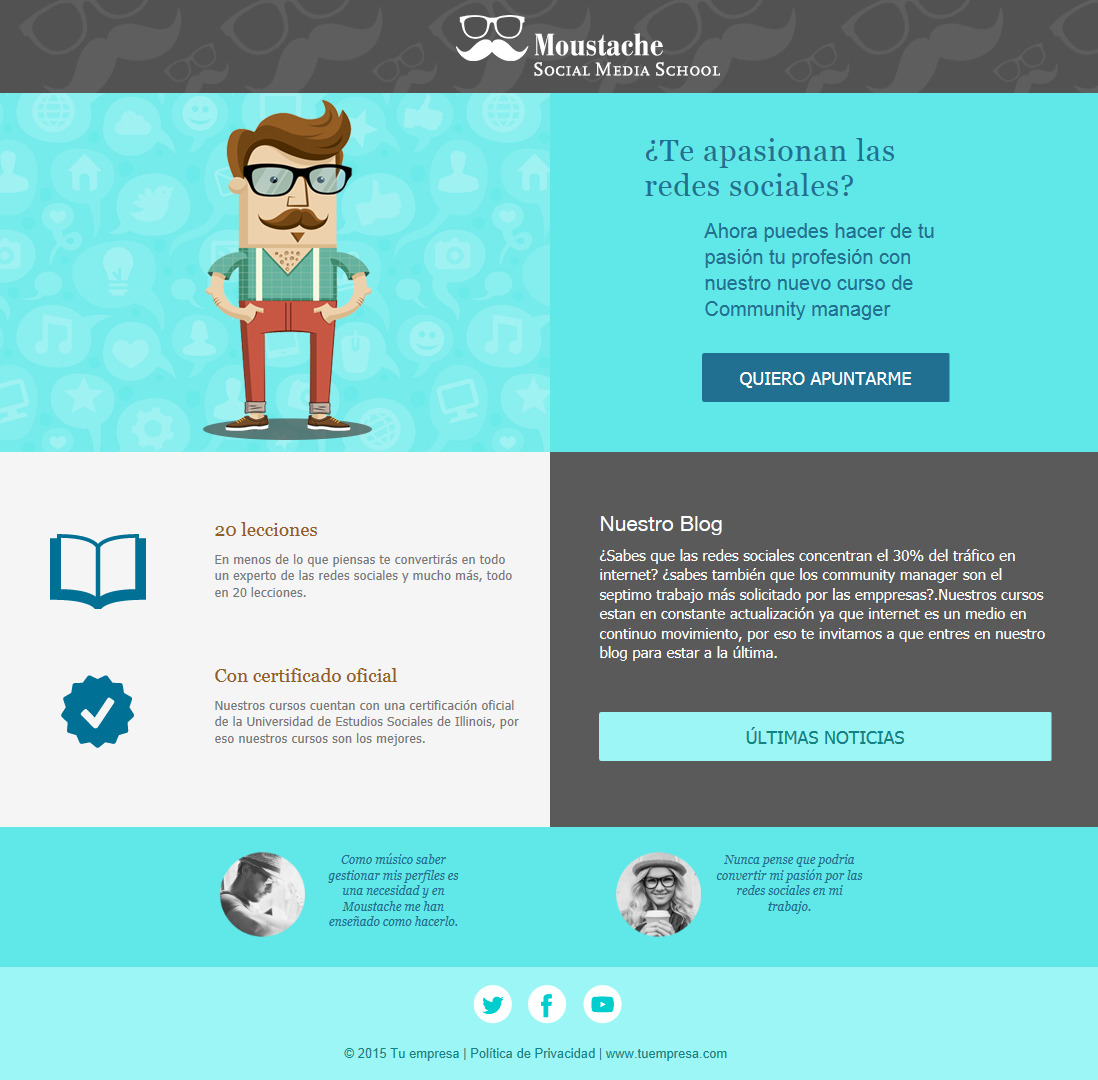 Moustache
SOCIAL MEDIA SCHOOL
¿Te apasionan las
redes sociales?
Ahora puedes hacer de tu
pasión tu profesión con
nuestro nuevo curso de
Community manager
QUIERO APUNTARME
20 lecciones
En menos de lo que piensas te convertirás en todo
un experto de las redes sociales y mucho más, todo
en 20 lecciones.
Con certificado oficial
Nuestros cursos cuentan con una certificación oficial
de la Universidad de Estudios Sociales de Illinois, por
eso nuestros cursos son los mejores.
Nuestro Blog
¿Sabes que las redes sociales concentran el 30% del tráfico en
internet? ¿sabes también que los community manager son el
septimo trabajo más solicitado por las emppresas?.Nuestros cursos
estan en constante actualización ya que internet es un medio en
continuo movimiento, por eso te invitamos a que entres en nuestro
blog para estar a la última.
ÚLTIMAS NOTICIAS
Como músico saber
gestionar mis perfiles es
una necesidad y en
Moustache me han
enseñado como hacerlo.
Nunca pense que podria
convertir mi pasión por las
redes sociales en mi
trabajo.
© 2015 Tu empresa | Política de Privacidad | www.tuempresa.com